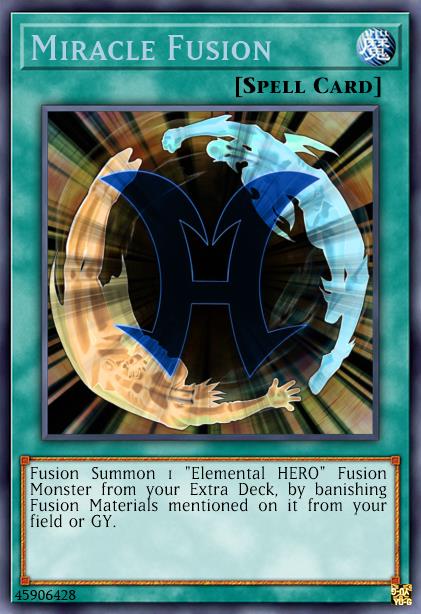 Miracle Fusion
魔
[Spell Card]
H
Fusion Summon 1 "Elemental HERO" Fusion
Monster from your Extra Deck, by banishing
Fusion Materials mentioned on it from your
field or GY.
45906428